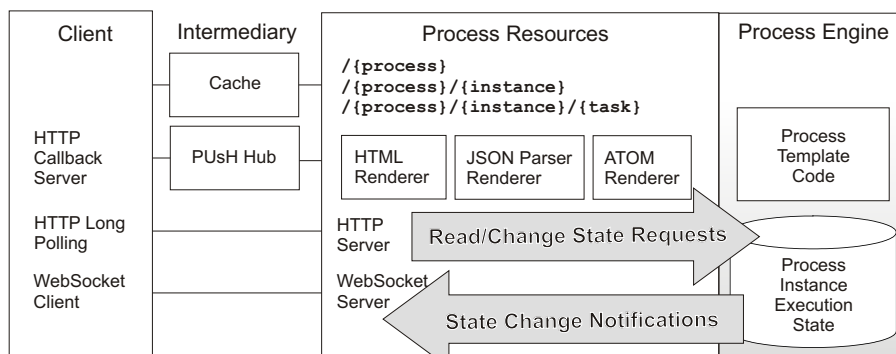 Client
Intermediary
Process Resources
Process Engine
Cache
/{process}
/{process}/{instance}
/{process}/{instance}/{task}
HTTP
Callback
Server
PUsH Hub
HTML
Renderer
JSON Parser
Renderer
ATOM
Renderer
Process
Template
Code
HTTP Long
Polling
HTTP
Server
Read/Change State Requests
WebSocket
Client
WebSocket
Server
State Change Notifications
Process
Instance
Execution
State